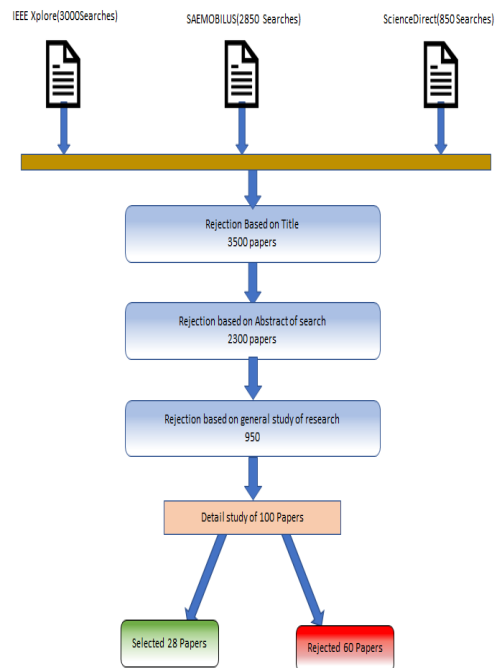 IEEE Xplore(3000Searches)
SAEMOBILUS(2850 Searches)
ScienceDirect(850 Searches)
Rejection Based on Title
3500 papers
Rejection based on Abstract of search
2300 papers
Rejection based on general study of research
950
Detail study of 100 Papers
Selected 28 Papers
Rejected 60 Papers